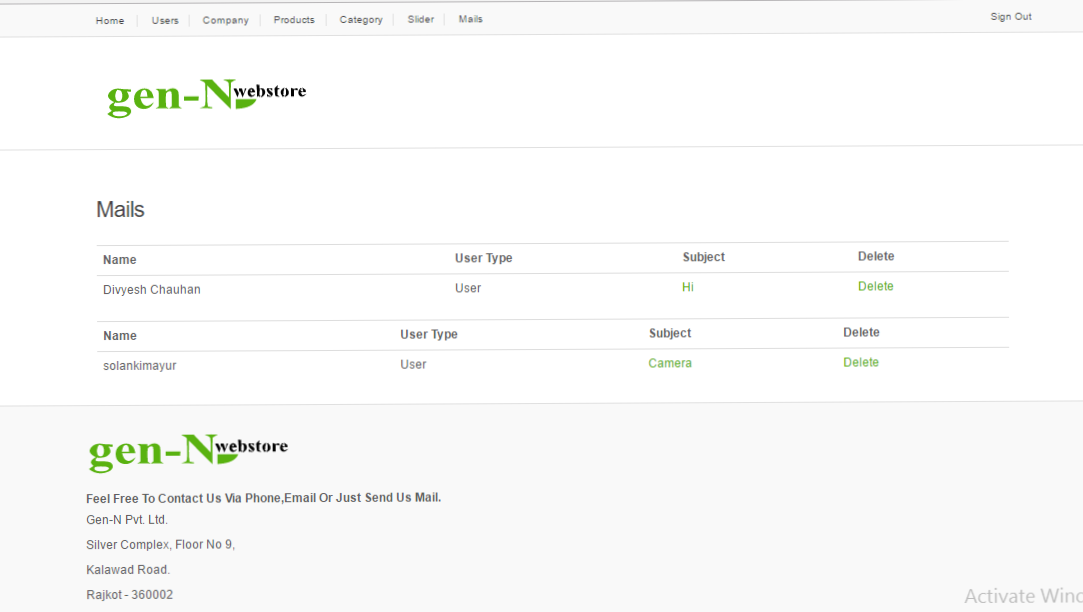 Home Users Company Products Category Slider Mails Sign Out
gen-N webstore
Mails
Name User Type Subject Delete
Divyesh Chauhan User Hi Delete
Name User Type Subject Delete
solankimayur User Camera Delete
gen-N webstore
Feel Free To Contact Us Via Phone,Email Or Just Send Us Mail.
Gen-N Pvt. Ltd.
Silver Complex, Floor No 9,
Kalawad Road.
Rajkot - 360002
Activate Winc